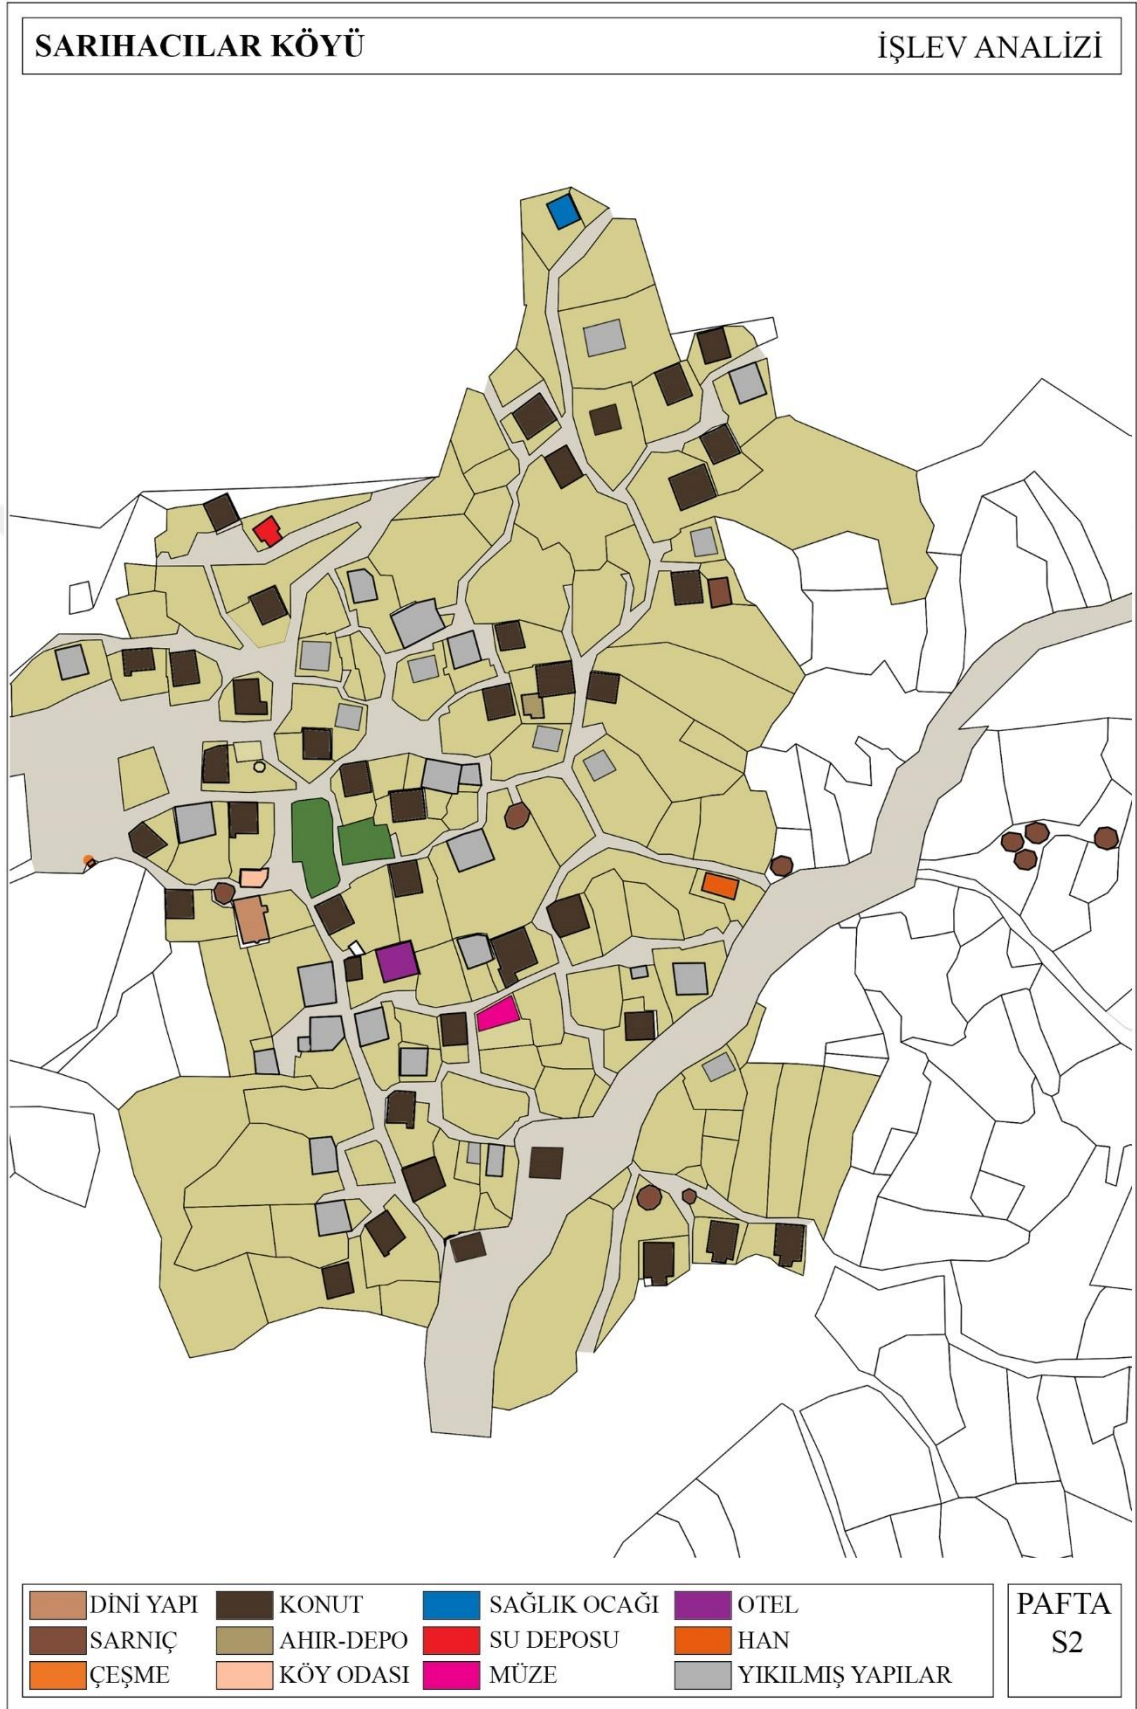 SARIHACILAR KÖYÜ
İŞLEV ANALİZİ
DİNİ YAPI KONUT SAĞLIK OCAĞI OTEL
SARNIÇ AHIR-DEPO SU DEPOSU HAN
ÇEŞME KÖY ODASI MÜZE YIKILMIŞ YAPILAR
PAFTA
S2